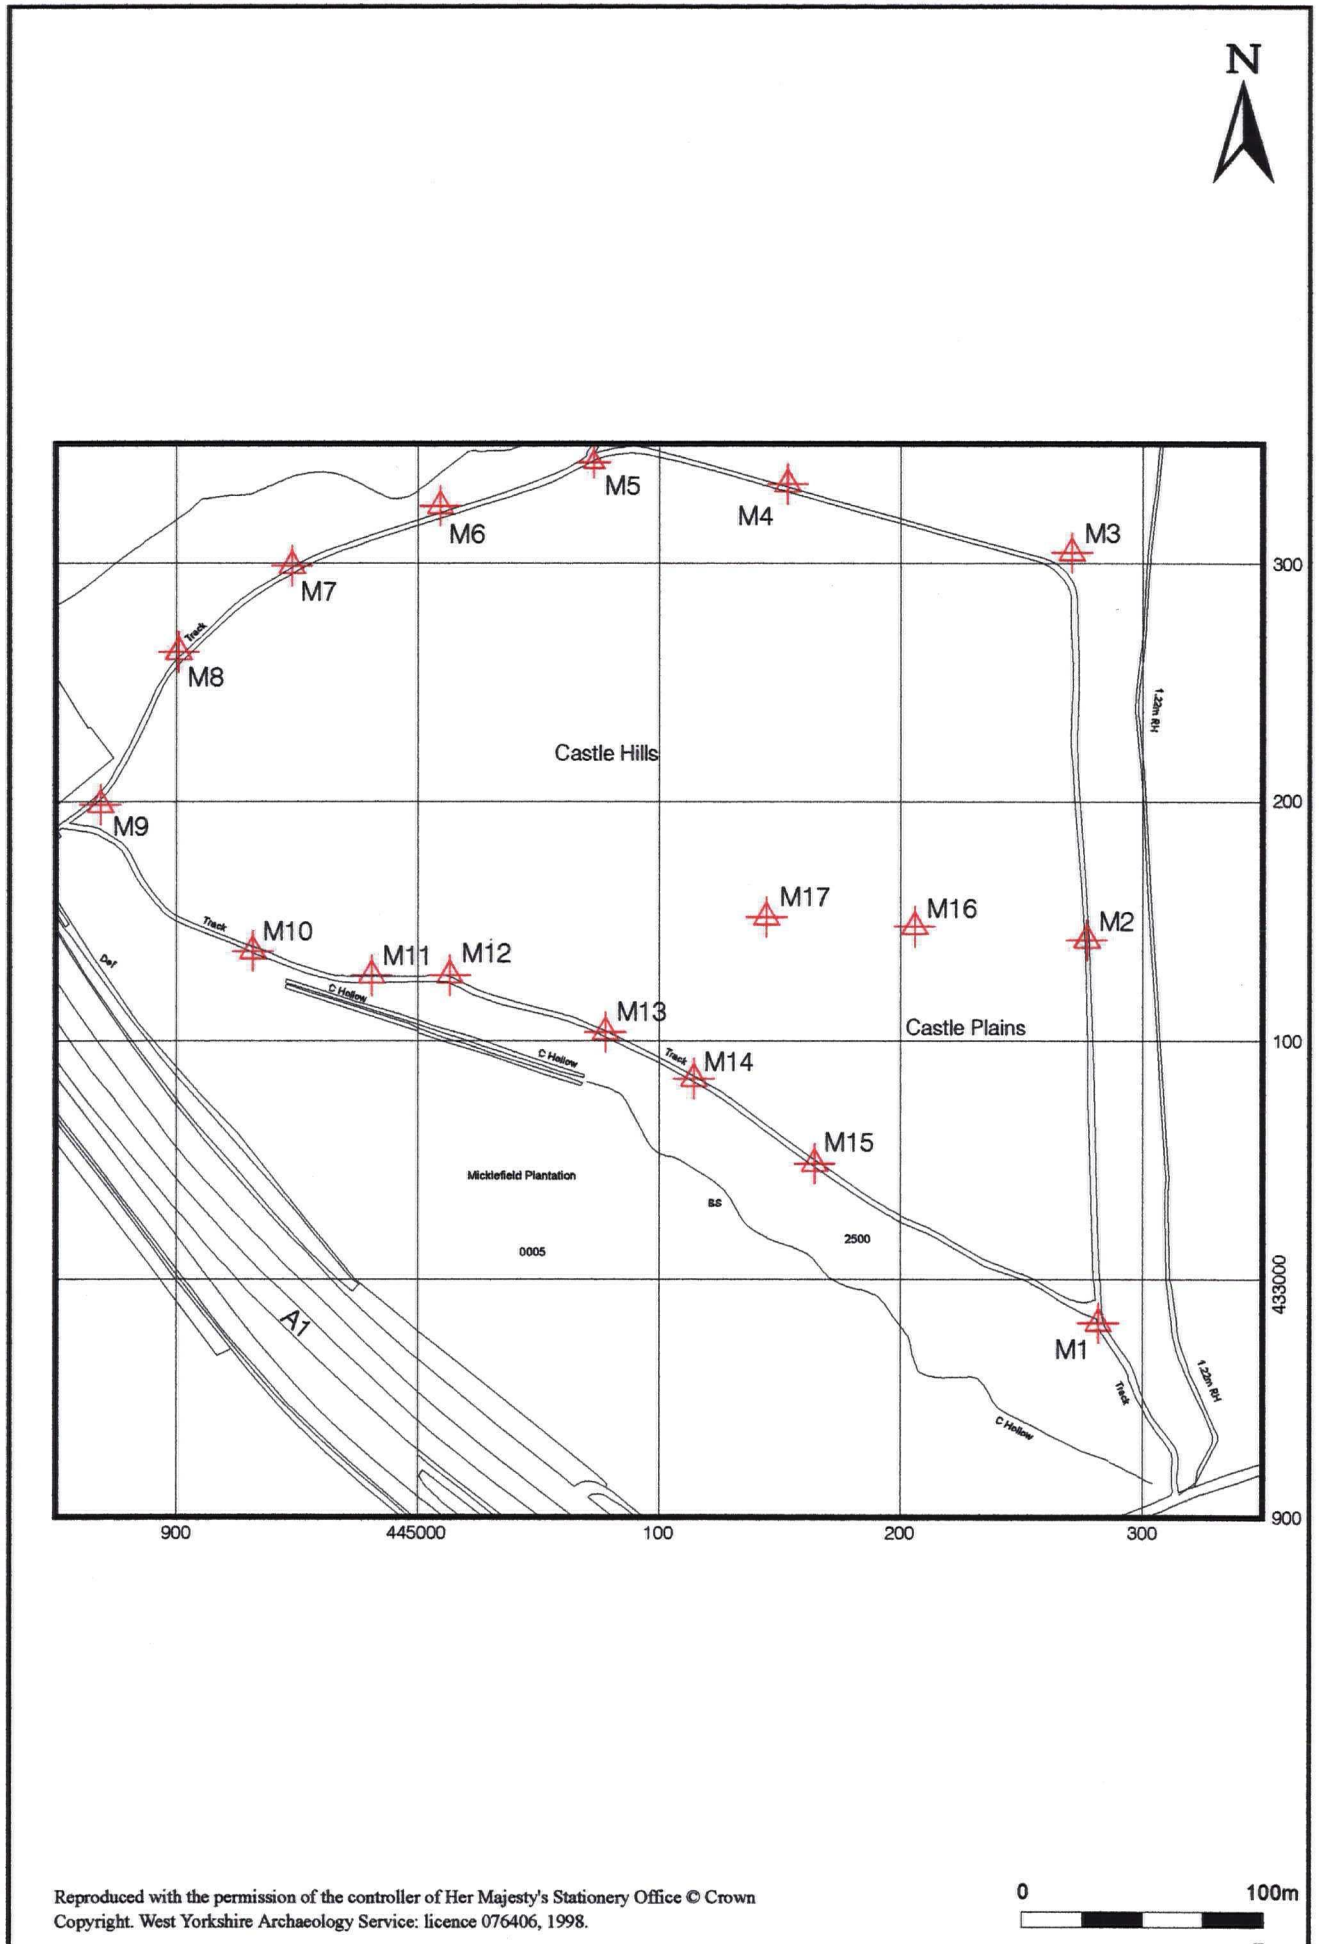 N
M5
M4
M6
M3
300
M7
Track
M8
1.22m RH
Castle Hills
200
M9
M17
M16
M2
Track
M10
M11
M12
Def
C Hollow
M13
Castle Plains
100
C Hollow
Track
M14
M15
Micklefield Plantation
BS
2500
0005
433000
A1
M1
1.22m RH
Track
C Hollow
900
900
445000
100
200
300
Reproduced with the permission of the controller of Her Majesty's Stationery Office © Crown
Copyright. West Yorkshire Archaeology Service: licence 076406, 1998.
0
100m